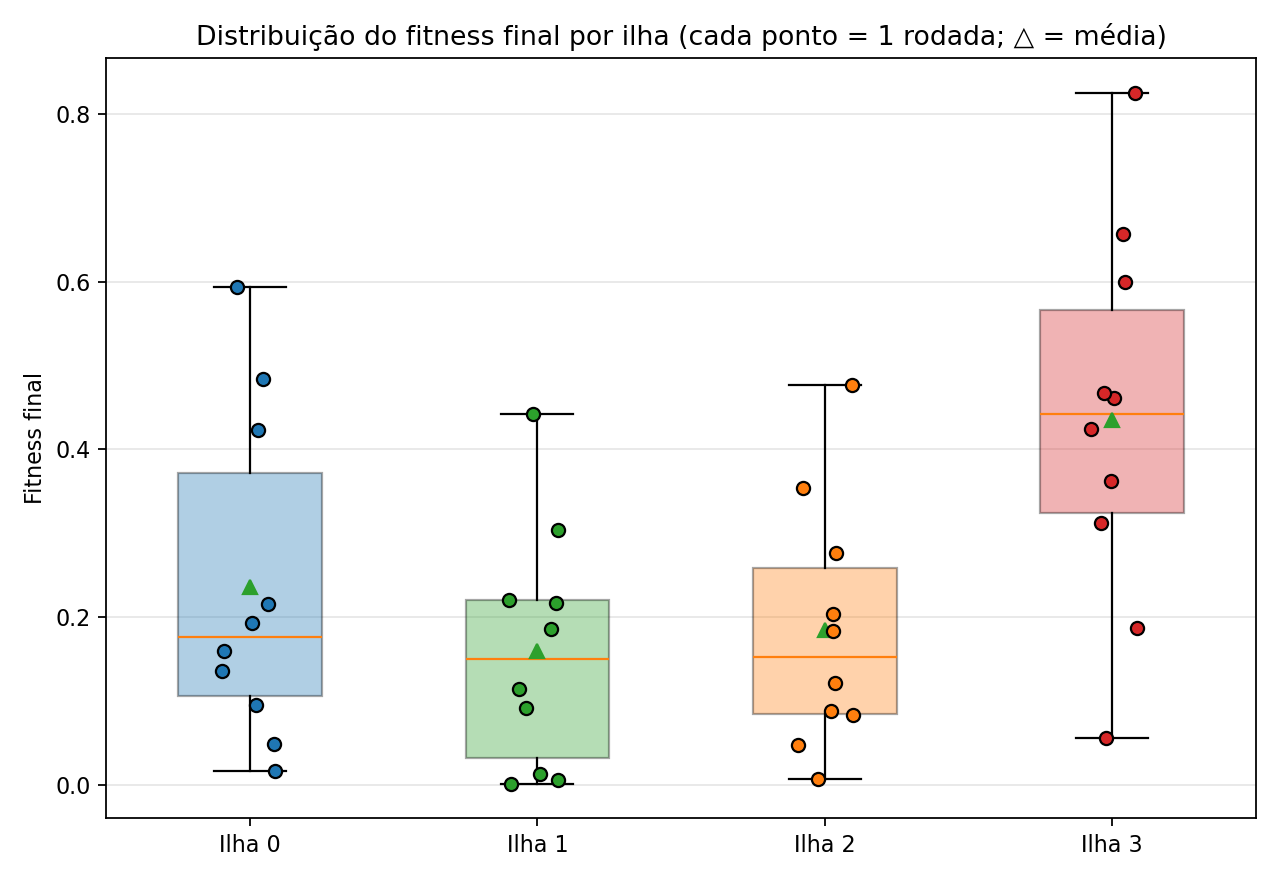 Distribuição do fitness final por ilha (cada ponto = 1 rodada; △ = média)
Fitness final
0.8
0.6
0.4
0.2
0.0
Ilha 0
Ilha 1
Ilha 2
Ilha 3